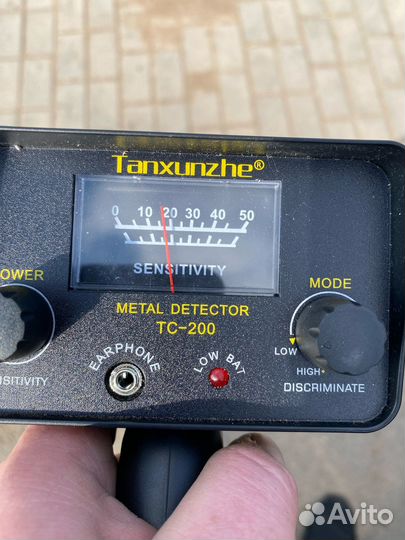 Tanxunzhe®
0 10 20 30 40 50
SENSITIVITY
OWER
MODE
METAL DETECTOR
TC-200
EARPHONE
LOW BAT
LOW
HIGH
SITIVITY
DISCRIMINATE
Avito